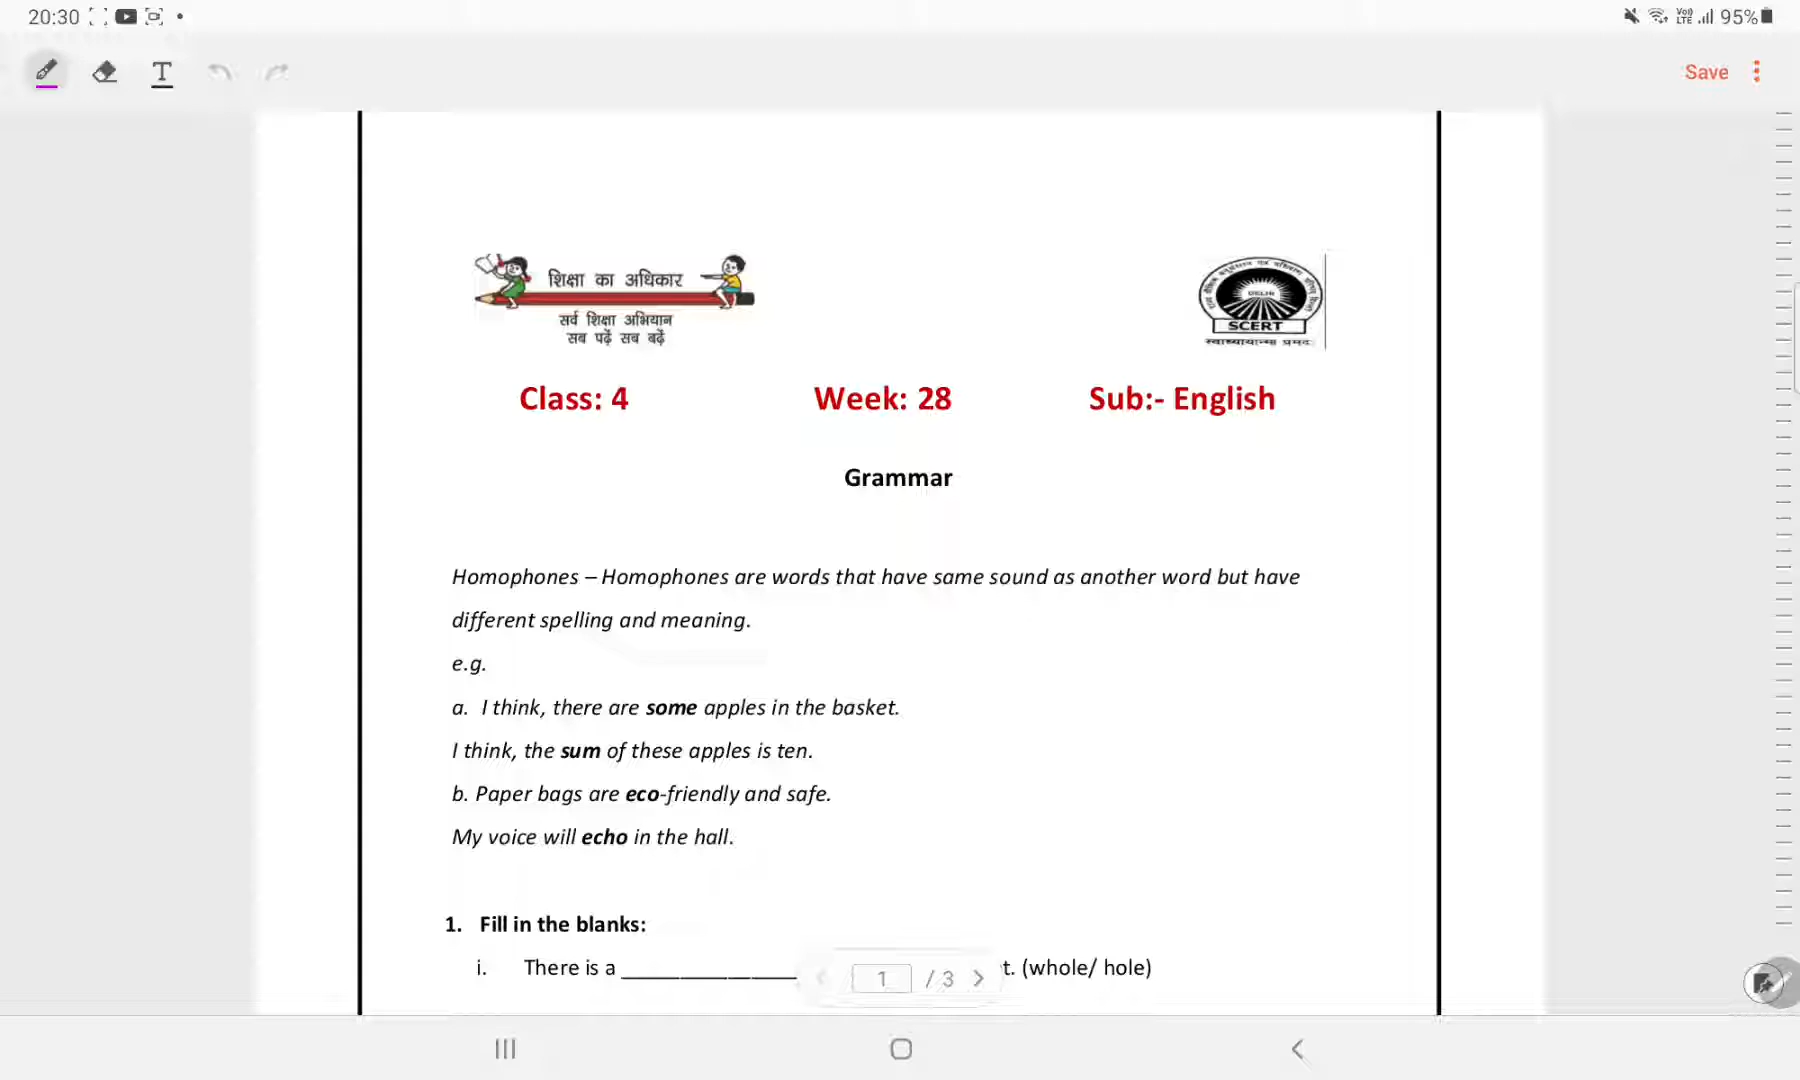 20:30
Vo)) LTE 95%
T Save
शिक्षा का अधिकार
सर्व शिक्षा अभियान
सब पढ़ें सब बढ़ें
DELHI
SCERT
Class: 4 Week: 28 Sub:- English
Grammar
Homophones – Homophones are words that have same sound as another word but have
different spelling and meaning.
e.g.
a. I think, there are some apples in the basket.
I think, the sum of these apples is ten.
b. Paper bags are eco-friendly and safe.
My voice will echo in the hall.
1. Fill in the blanks:
i. There is a ________________ t. (whole/ hole)
1 / 3